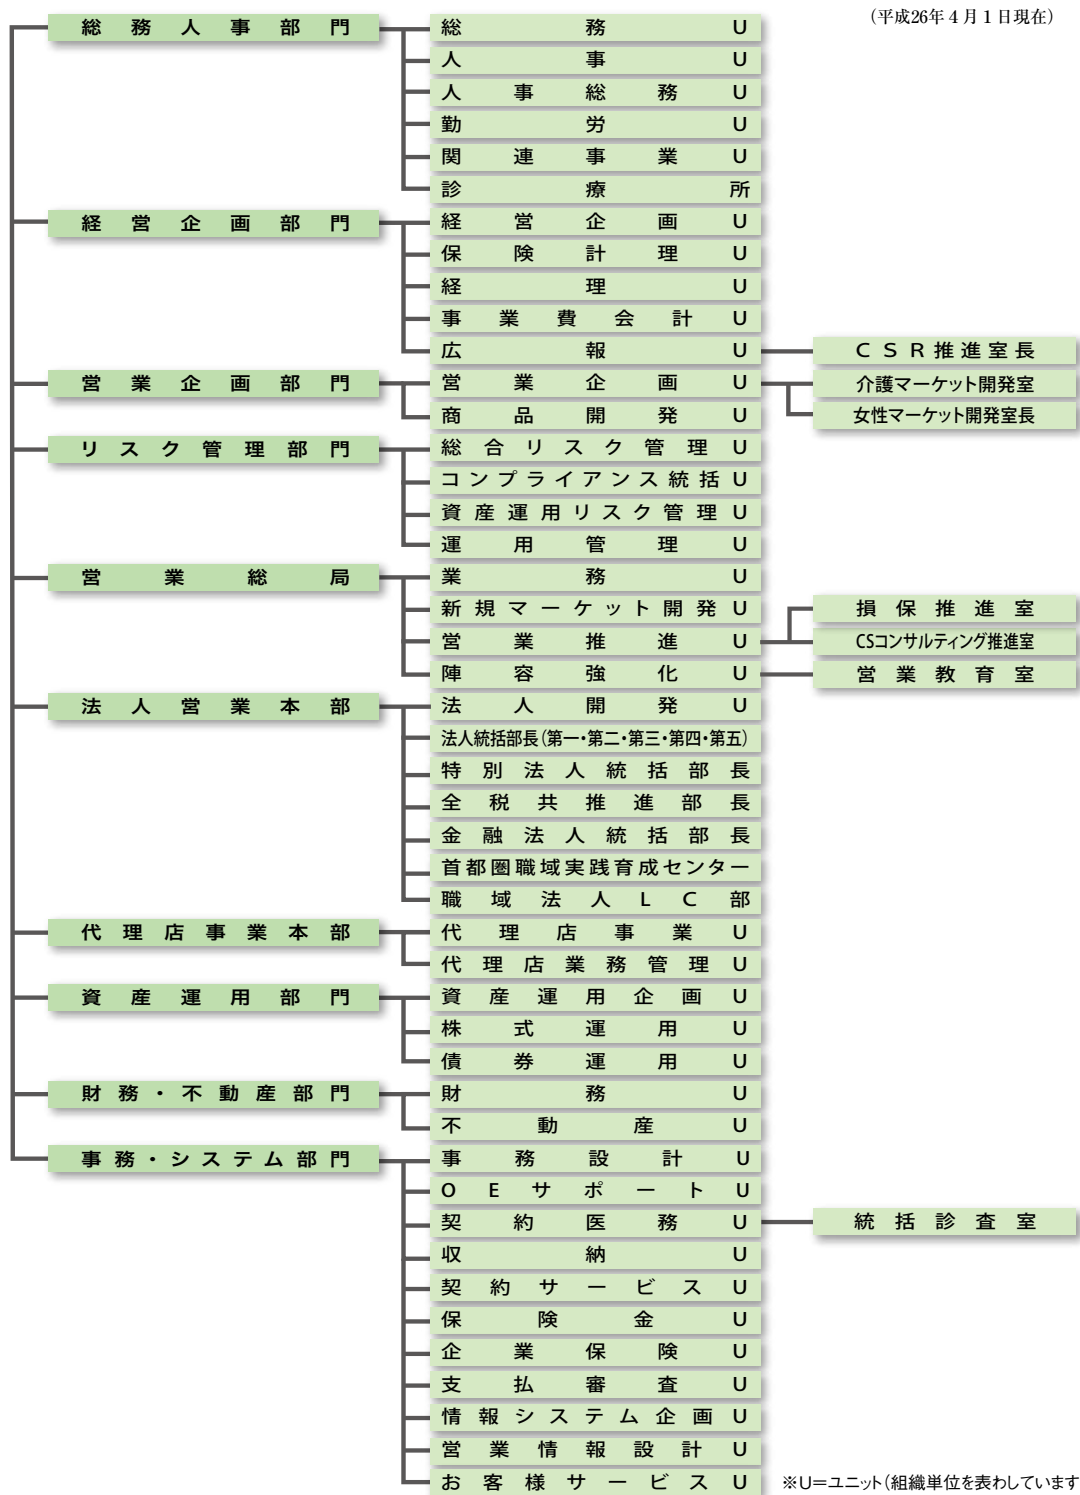 (平成26年4月1日現在)
総務人事部門
総務U
人事U
人事総務U
勤労U
関連事業U
診療所
経営企画部門
経営企画U
保険計理U
経理U
事業費会計U
広報U
CSR推進室長
営業企画部門
営業企画U
介護マーケット開発室
商品開発U
女性マーケット開発室長
リスク管理部門
総合リスク管理U
コンプライアンス統括U
資産運用リスク管理U
運用管理U
営業総局
業務U
新規マーケット開発U
損保推進室
営業推進U
CSコンサルティング推進室
陣容強化U
営業教育室
法人営業本部
法人開発U
法人統括部長(第一・第二・第三・第四・第五)
特別法人統括部長
全税共推進部長
金融法人統括部長
首都圏職域実践育成センター
職域法人LC部
代理店事業本部
代理店事業U
代理店業務管理U
資産運用部門
資産運用企画U
株式運用U
債券運用U
財務・不動産部門
財務U
不動産U
事務・システム部門
事務設計U
OEサポートU
契約医務U
統括診査室
収納U
契約サービスU
保険金U
企業保険U
支払審査U
情報システム企画U
営業情報設計U
お客様サービスU
※U=ユニット(組織単位を表わしています